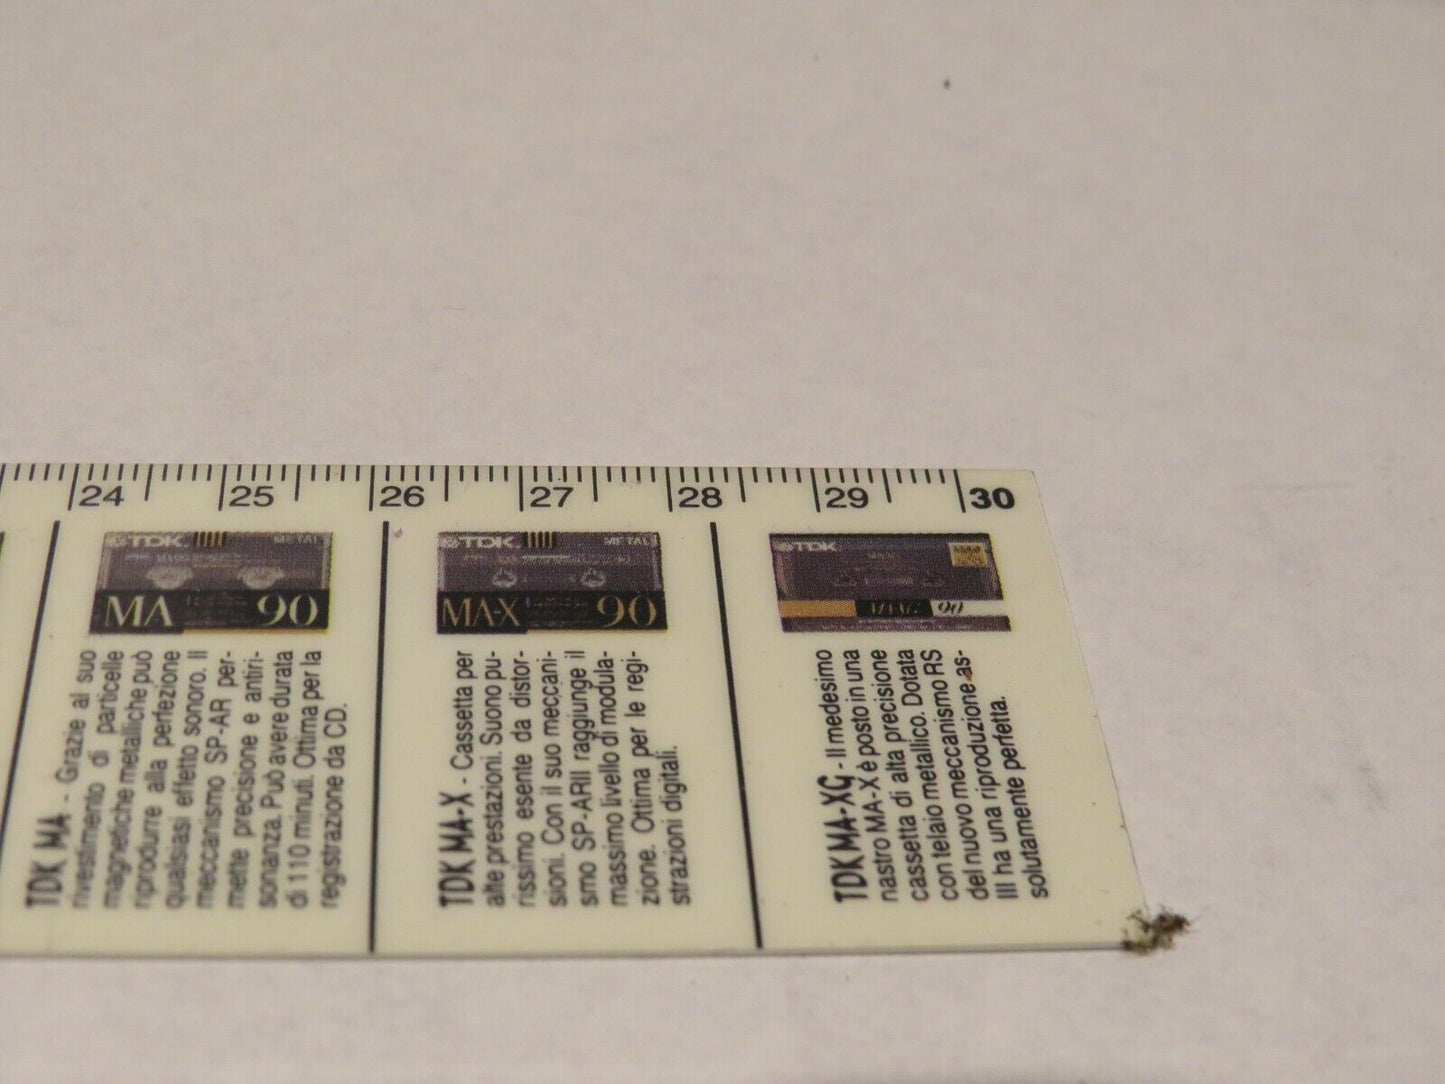 24 25 26 27 28 29 30
TDK METAL
MA 90
TDK MA - Grazie al suo
rivestimento di particelle
magnetiche metalliche può
riprodurre alla perfezione
qualsiasi effetto sonoro. Il
meccanismo SP-AR per-
mette precisione e antiri-
sonanza. Può avere durata
di 110 minuti. Ottima per la
registrazione da CD.
TDK METAL
MA-X 90
TDK MA-X - Cassetta per
alte prestazioni. Suono pu-
rissimo esente da distor-
sioni. Con il suo meccani-
smo SP-ARII raggiunge il
massimo livello di modula-
zione. Ottima per le regi-
strazioni digitali.
TDK
90
TDK MA-XG - Il medesimo
nastro MA-X è posto in una
cassetta di alta precisione
con telaio metallico. Dotata
del nuovo meccanismo RS
III ha una riproduzione as-
solutamente perfetta.